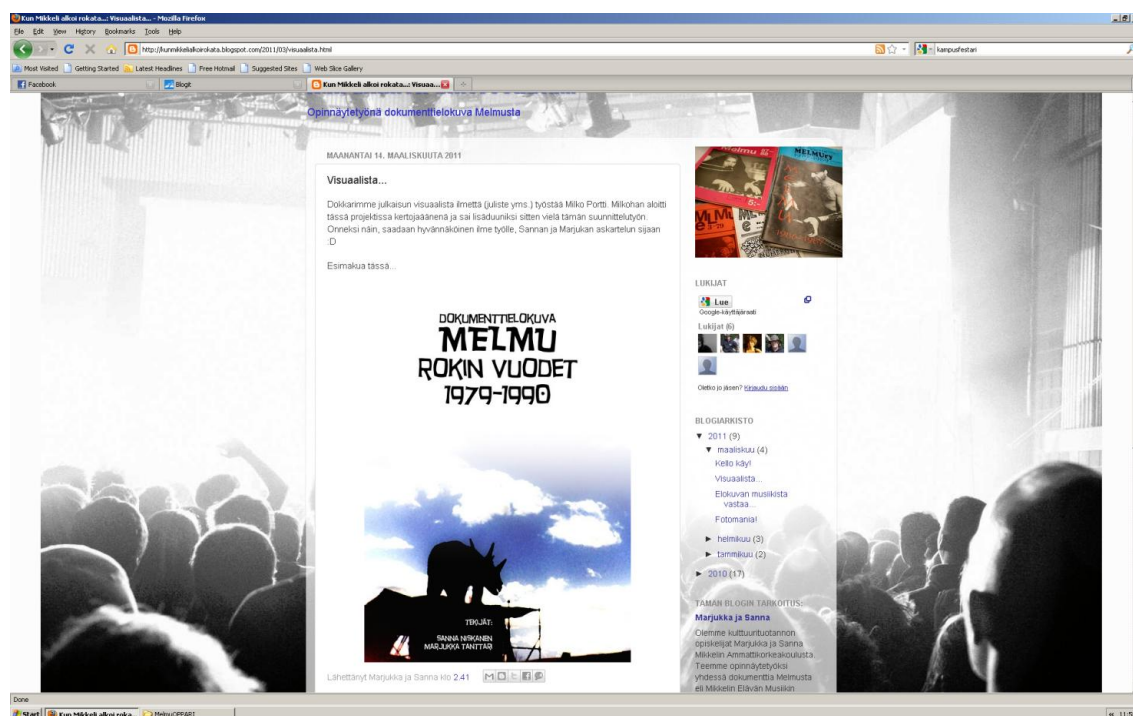 Kun Mikkeli alkoi rokata...: Visuaalista... - Mozilla Firefox
File Edit View History Bookmarks Tools Help
http://kunmikkelialkoirokata.blogspot.com/2011/03/visuaalista.html
kampusfestari
Most Visited Getting Started Latest Headlines Free Hotmail Suggested Sites Web Slice Gallery
Facebook Blogit Kun Mikkeli alkoi rokata...: Visuaa...
Opinnäytetyönä dokumenttielokuva Melmusta
MAANANTAI 14. MAALISKUUTA 2011
Visuaalista...
Dokkarimme julkaisun visuaalista ilmettä (juliste yms.) työstää Milko Portti. Milkohan aloitti
tässä projektissa kertojaäänenä ja sai lisäduuniksi sitten vielä tämän suunnittelutyön.
Onneksi näin, saadaan hyvännäköinen ilme työlle, Sannan ja Marjukan askartelun sijaan
:D
Esimakua tässä...
DOKUMENTTIELOKUVA
MELMU
ROKIN VUODET
1979-1990
TEKIJÄT:
SANNA NISKANEN
MARJUKKA TANTTARI
Lähettänyt Marjukka ja Sanna klo 2.41
Melmu
MELMUry
5:-
LUKIJAT
Lue
Google-käyttäjäraati
Lukijat (6)
Oletko jo jäsen? Kirjaudu sisään
BLOGIARKISTO
▼ 2011 (9)
▼ maaliskuu (4)
Kello käy!
Visuaalista...
Elokuvan musiikista
vastaa...
Fotomania!
► helmikuu (3)
► tammikuu (2)
► 2010 (17)
TÄMÄN BLOGIN TARKOITUS:
Marjukka ja Sanna
Olemme kulttuurituotannon
opiskelijat Marjukka ja Sanna
Mikkelin Ammattikorkeakoulusta.
Teemme opinnäytetyöksi
yhdessä dokumenttia Melmusta
eli Mikkelin Elävän Musiikin
Done
Start Kun Mikkeli alkoi roka... MelmuOPPARI